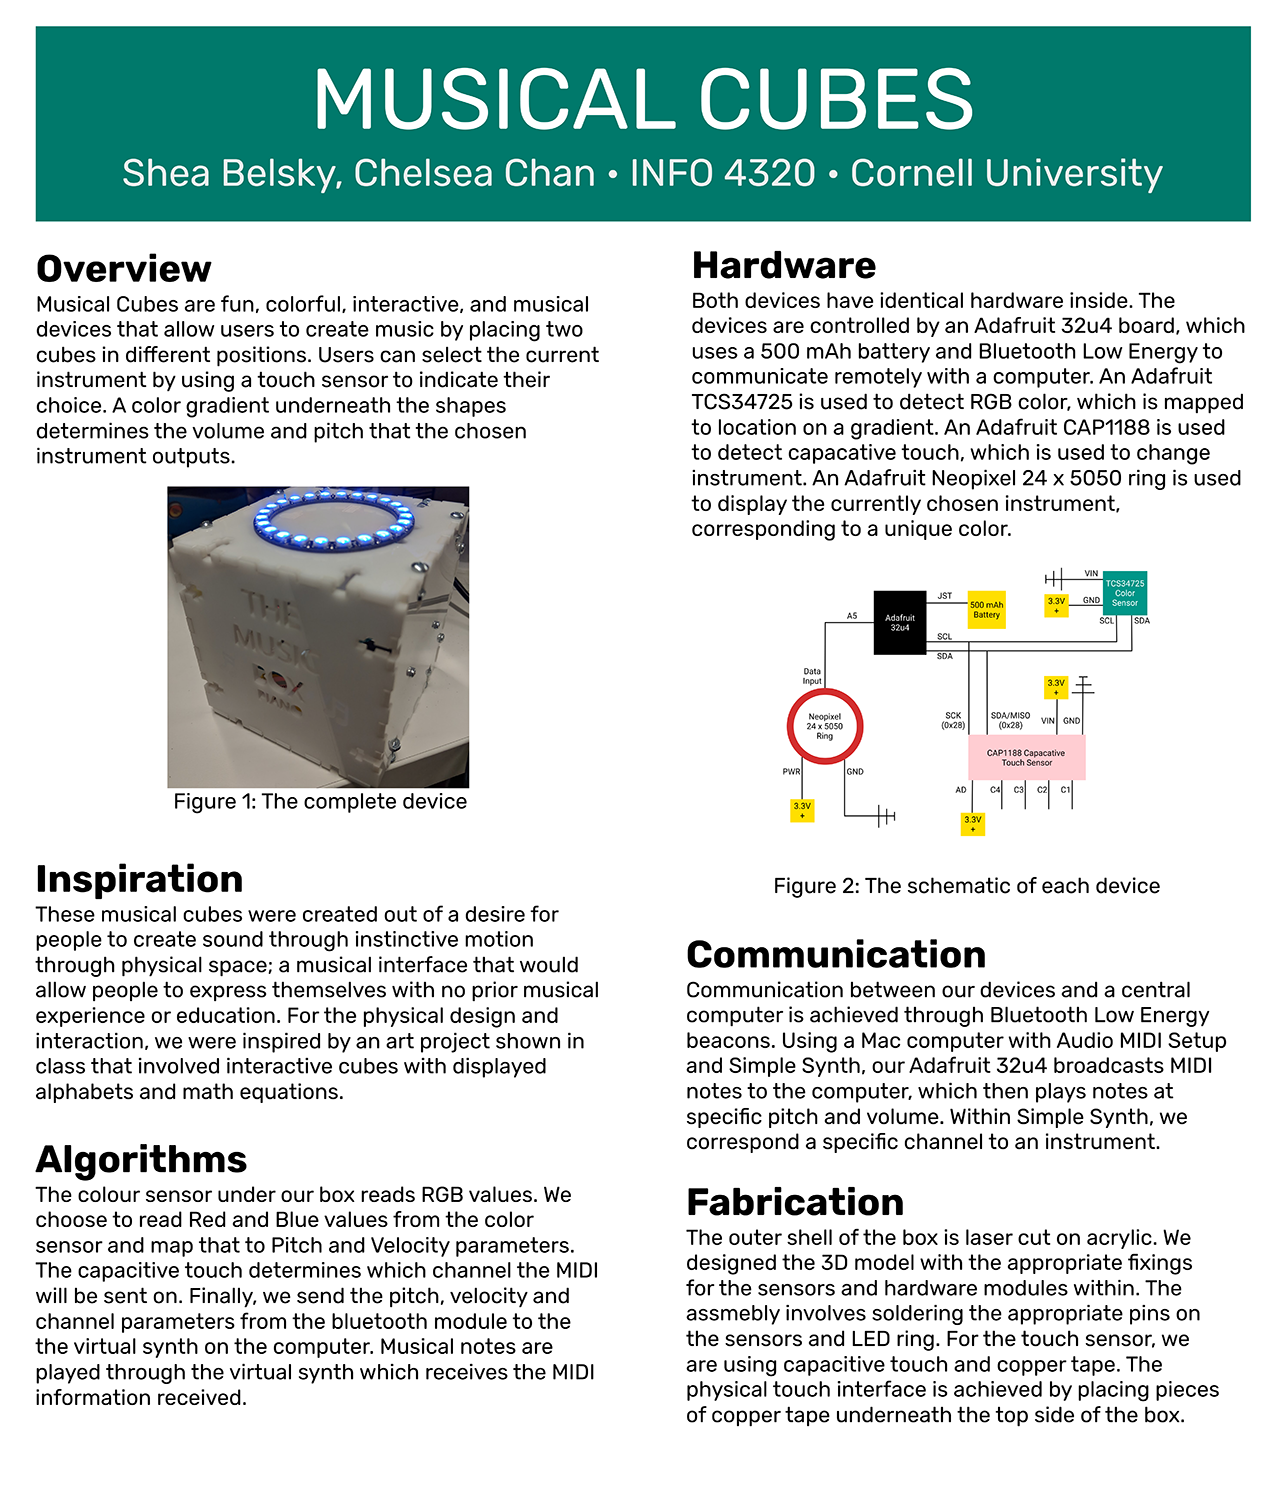 MUSICAL CUBES
Shea Belsky, Chelsea Chan • INFO 4320 • Cornell University
Overview
Musical Cubes are fun, colorful, interactive, and musical
devices that allow users to create music by placing two
cubes in different positions. Users can select the current
instrument by using a touch sensor to indicate their
choice. A color gradient underneath the shapes
determines the volume and pitch that the chosen
instrument outputs.
THE
MUSIC
BOX
PIANO
Figure 1: The complete device
Inspiration
These musical cubes were created out of a desire for
people to create sound through instinctive motion
through physical space; a musical interface that would
allow people to express themselves with no prior musical
experience or education. For the physical design and
interaction, we were inspired by an art project shown in
class that involved interactive cubes with displayed
alphabets and math equations.
Algorithms
The colour sensor under our box reads RGB values. We
choose to read Red and Blue values from the color
sensor and map that to Pitch and Velocity parameters.
The capacitive touch determines which channel the MIDI
will be sent on. Finally, we send the pitch, velocity and
channel parameters from the bluetooth module to the
the virtual synth on the computer. Musical notes are
played through the virtual synth which receives the MIDI
information received.
Hardware
Both devices have identical hardware inside. The
devices are controlled by an Adafruit 32u4 board, which
uses a 500 mAh battery and Bluetooth Low Energy to
communicate remotely with a computer. An Adafruit
TCS34725 is used to detect RGB color, which is mapped
to location on a gradient. An Adafruit CAP1188 is used
to detect capacative touch, which is used to change
instrument. An Adafruit Neopixel 24 x 5050 ring is used
to display the currently chosen instrument,
corresponding to a unique color.
VIN
TCS34725
Color
Sensor
3.3V
+
GND
SCL
SDA
JST
500 mAh
Battery
A5
Adafruit
32u4
SCL
SDA
Data
Input
3.3V
+
Neopixel
24 x 5050
Ring
SCK
(0x28)
SDA/MISO
(0x28)
VIN
GND
CAP1188 Capacative
Touch Sensor
PWR
GND
AD
C4
C3
C2
C1
3.3V
+
3.3V
+
Figure 2: The schematic of each device
Communication
Communication between our devices and a central
computer is achieved through Bluetooth Low Energy
beacons. Using a Mac computer with Audio MIDI Setup
and Simple Synth, our Adafruit 32u4 broadcasts MIDI
notes to the computer, which then plays notes at
specific pitch and volume. Within Simple Synth, we
correspond a specific channel to an instrument.
Fabrication
The outer shell of the box is laser cut on acrylic. We
designed the 3D model with the appropriate fixings
for the sensors and hardware modules within. The
assmebly involves soldering the appropriate pins on
the sensors and LED ring. For the touch sensor, we
are using capacitive touch and copper tape. The
physical touch interface is achieved by placing pieces
of copper tape underneath the top side of the box.